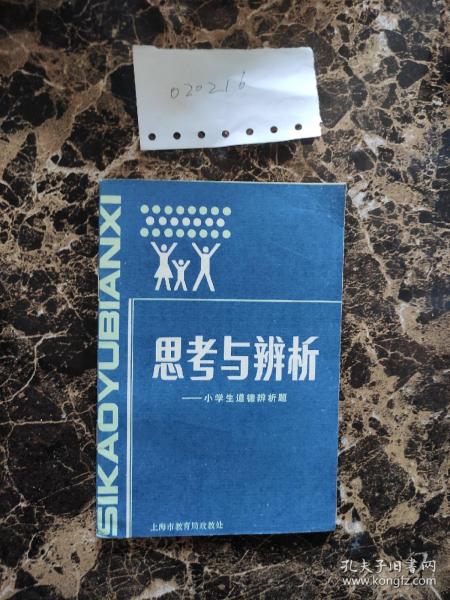 020216
SIKAOYUBIANXI
思考与辨析
——小学生道德辨析题
上海市教育局政教处
孔夫子旧书网
www.kongfz.com